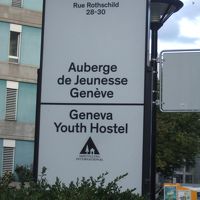 Rue Rothschild
28-30
Auberge
de Jeunesse
Genève
Geneva
Youth Hostel
HOSTELLING
INTERNATIONAL